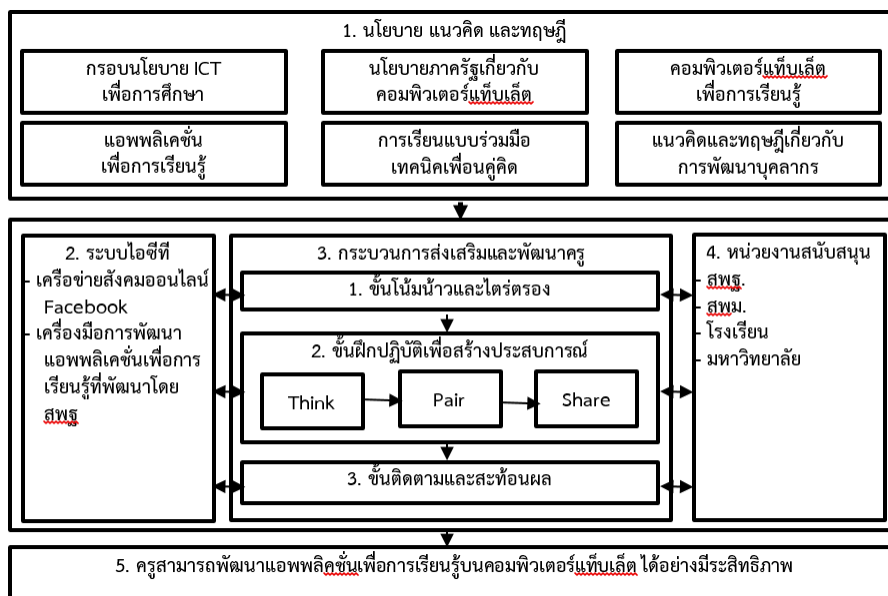 1. นโยบาย แนวคิด และทฤษฎี
กรอบนโยบาย ICT
เพื่อการศึกษา
นโยบายภาครัฐเกี่ยวกับ
คอมพิวเตอร์แท็บเล็ต
คอมพิวเตอร์แท็บเล็ต
เพื่อการเรียนรู้
แอพพลิเคชั่น
เพื่อการเรียนรู้
การเรียนแบบร่วมมือ
เทคนิคเพื่อนคู่คิด
แนวคิดและทฤษฎีเกี่ยวกับ
การพัฒนาบุคลากร
2. ระบบไอซีที
- เครือข่ายสังคมออนไลน์
Facebook
- เครื่องมือการพัฒนา
แอพพลิเคชั่นเพื่อการ
เรียนรู้ที่พัฒนาโดย
สพฐ
3. กระบวนการส่งเสริมและพัฒนาครู
1. ขั้นโน้มน้าวและไตร่ตรอง
2. ขั้นฝึกปฏิบัติเพื่อสร้างประสบการณ์
Think
Pair
Share
3. ขั้นติดตามและสะท้อนผล
4. หน่วยงานสนับสนุน
- สพฐ.
- สพม.
- โรงเรียน
- มหาวิทยาลัย
5. ครูสามารถพัฒนาแอพพลิคชั่นเพื่อการเรียนรู้บนคอมพิวเตอร์แท็บเล็ต ได้อย่างมีระสิทธิภาพ